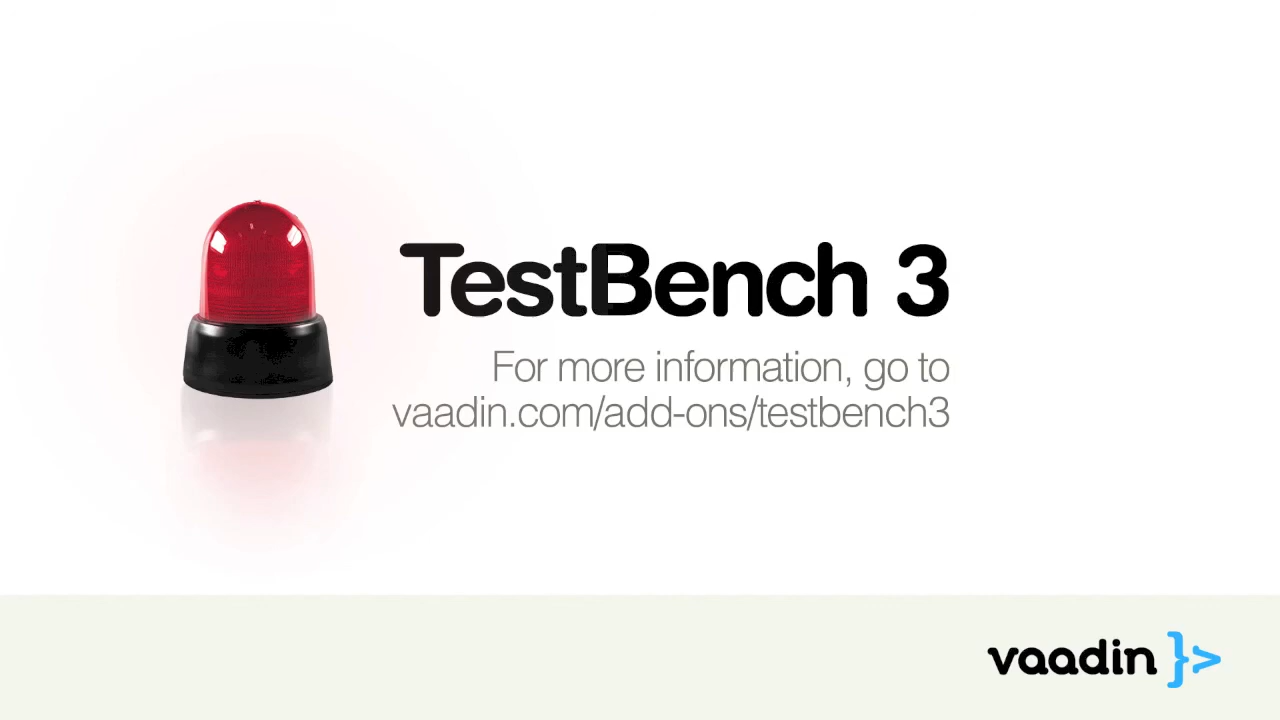 TestBench 3
For more information, go to
vaadin.com/add-ons/testbench3
vaadin }>